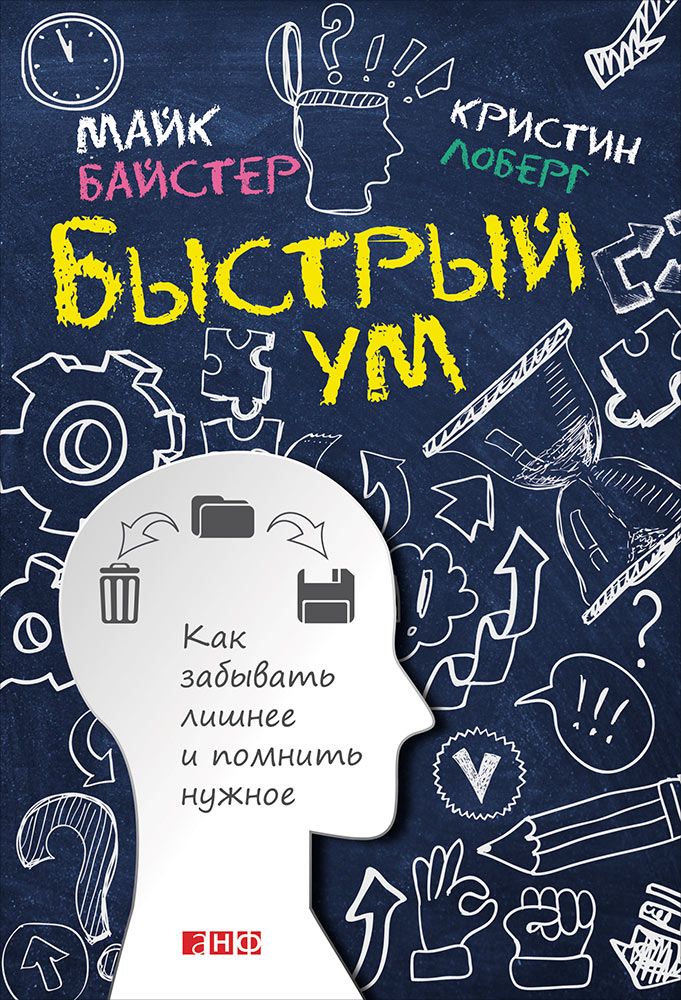 МАЙК
БАЙСТЕР
КРИСТИН
ЛОБЕРГ
БЫСТРЫЙ
УМ
Как
забывать
лишнее
и помнить
нужное
анф